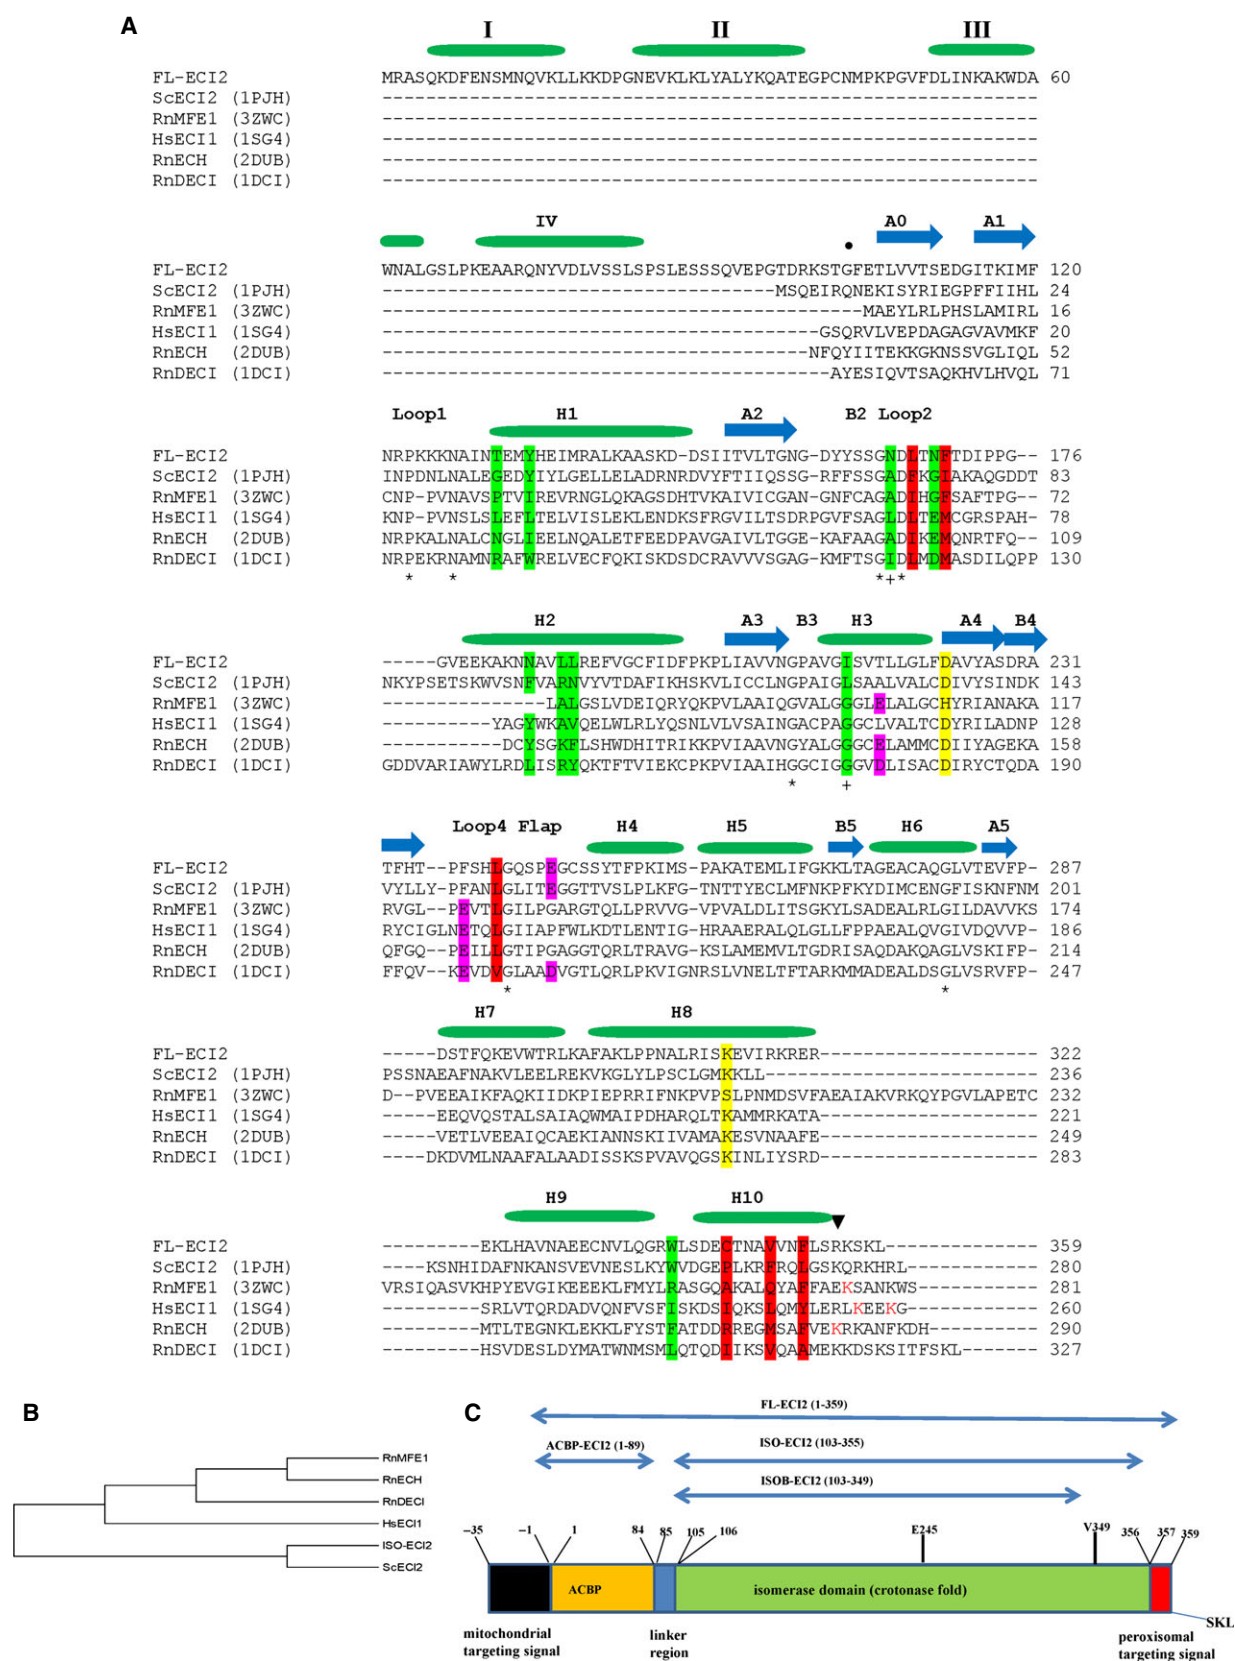 A
I II III
FL-ECI2 MRASQKDFENSMNQVKLLKKDPGNEVKLKLYALYKQATEGPCNMPKPGVFDLINKAKWDA 60
ScECI2 (1PJH) ------------------------------------------------------------
RnMFE1 (3ZWC) ------------------------------------------------------------
HsECI1 (1SG4) ------------------------------------------------------------
RnECH (2DUB) ------------------------------------------------------------
RnDECI (1DCI) ------------------------------------------------------------
IV A0 A1
•
FL-ECI2 WNALGSLPKEAARQNYVDLVSSLSPSLESSSQVEPGTDRKSTGFETLVVTSEDGITKIMF 120
ScECI2 (1PJH) ------------------------------------MSQEIRQNEKISYRIEGPFFIIHL 24
RnMFE1 (3ZWC) --------------------------------------------MAEYLRLPHSLAMIRL 16
HsECI1 (1SG4) ----------------------------------------GSQRVLVEPDAGAGVAVMKF 20
RnECH (2DUB) ---------------------------------------NFQYIITEKKGKNSSVGLIQL 52
RnDECI (1DCI) -----------------------------------------AYESIQVTSAQKHVLHVQL 71
Loop1 H1 A2 B2 Loop2
FL-ECI2 NRPKKKNAINTEMYHEIMRALKAASKD-DSIITVLTGNGDYYSSGNDLTNFTDIPPG-- 176
ScECI2 (1PJH) INPDNLNALEGEDYIYLGELLELADRNRDVYFTIIQSSG-RFFSSGADFKGIAKAQGDDT 83
RnMFE1 (3ZWC) CNP-PVNAVSPTVIREVRNGLQKAGSDHTVKAIVICGAN-GNFCAGADIHGFSAFTPG-- 72
HsECI1 (1SG4) KNP-PVNSLSLEFLTELVISLEKLENDKSFRGVILTSDRPGVFSAGLDLTEMCGRSPAH- 78
RnECH (2DUB) NRPKALNALCNGLIEELNQALETFEEDPAVGAIVLTGGE-KAFAAGADIKEMQNRTFQ-- 109
RnDECI (1DCI) NRPEKRNAMNRAFWRELVECFQKISKDSDCRAVVVSGAG-KMFTSGIDLMDMASDILQPP 130
* * *+*
H2 A3 B3 H3 A4 B4
FL-ECI2 -----GVEEKAKNNAVLLREFVGCFIDFPKPLIAVVNGPAVGISVTLLGLFDAVYASDRA 231
ScECI2 (1PJH) NKYPSETSKWVSNFVARNVYVTDAFIKHSKVLICCLNGPAIGLSAALVALCDIVYSINDK 143
RnMFE1 (3ZWC) ---------------LALGSLVDEIQRYQKPVLAAIQGVALGGGLELALGCHYRIANAKA 117
HsECI1 (1SG4) ----------YAGYWKAVQELWLRLYQSNLVLVSAINGACPAGGCLVALTCDYRILADNP 128
RnECH (2DUB) -----------DCYSGKFLSHWDHITRIKKPVIAAVNGYALGGGCELAMMCDIIYAGEKA 158
RnDECI (1DCI) GDDVARIAWYLRDLISRYQKTFTVIEKCPKPVIAAIHGGCIGGGVDLISACDIRYCTQDA 190
* +
Loop4 Flap H4 H5 B5 H6 A5
FL-ECI2 TFHT-PFSHLGQSPEGCSSYTFPKIMS-PAKATEMLIFGKKLTAGEACAQGLVTEVFP- 287
ScECI2 (1PJH) VYLLY-PFANLGLITEGGTTVSLPLKFG-TNTTYECLMFNKPFKYDIMCENGFISKNFNM 201
RnMFE1 (3ZWC) RVGL--PEVTLGILPGARGTQLLPRVVG-VPVALDLITSGKYLSADEALRLGILDAVVKS 174
HsECI1 (1SG4) RYCIGLNETQLGIIAPFWLKDTLENTIG-HRAAERALQLGLLFPPAEALQVGIVDQVVP- 186
RnECH (2DUB) QFGQ--PEILLGTIPGAGGTQRLTRAVG-KSLAMEMVLTGDRISAQDAKQAGLVSKIFP- 214
RnDECI (1DCI) FFQV--KEVDVGLAADVGTLQRLPKVIGNRSLVNELTFTARKMMADEALDSGLVSRVFP- 247
* *
H7 H8
FL-ECI2 -----DSTFQKEVWTRLKAFAKLPPNALRISKEVIRKRER-------------------- 322
ScECI2 (1PJH) PSSNAEAFNAKVLEELREKVKGLYLPSCLGMKKLL------------------------- 236
RnMFE1 (3ZWC) D--PVEEAIKFAQKIIDKPIEPRRIFNKPVPSLPNMDSVFAEAIAKVRKQYPGVLAPETC 232
HsECI1 (1SG4) -----EEQVQSTALSAIAQWMAIPDHARQLTKAMMRKATA-------------------- 221
RnECH (2DUB) -----VETLVEEAIQCAEKIANNSKIIVAMAKESVNAAFE-------------------- 249
RnDECI (1DCI) ----DKDVMLNAAFALAADISSKSPVAVQGSKINLIYSRD-------------------- 283
H9 H10
▼
FL-ECI2 ---------EKLHAVNAEECNVLQGRWLSDECTNAVVNFLSRKSKL-------------- 359
ScECI2 (1PJH) -----KSNHIDAFNKANSVEVNESLKYWVDGEPLKRFRQLGSKQRKHRL----------- 280
RnMFE1 (3ZWC) VRSIQASVKHPYEVGIKEEEKLFMYLRASGQAKALQYAFFAEKSANKWS----------- 281
HsECI1 (1SG4) ---------SRLVTQRDADVQNFVSFISKDSIQKSLQMYLERLKEEKG------------ 260
RnECH (2DUB) ---------MTLTEGNKLEKKLFYSTFATDDRREGMSAFVEKRKANFKDH---------- 290
RnDECI (1DCI) ---------HSVDESLDYMATWNMSMLQTQDIIKSVQAAMEKKDSKSITFSKL------- 327
B
RnMFE1
RnECH
RnDECI
HsECI1
ISO-ECI2
ScECI2
C
FL-ECI2 (1-359)
ACBP-ECI2 (1-89) ISO-ECI2 (103-355)
ISOB-ECI2 (103-349)
–35 –1 1 84 85 105 106 E245 V349 356 357 359
ACBP isomerase domain (crotonase fold)
SKL
mitochondrial targeting signal
linker region
peroxisomal targeting signal